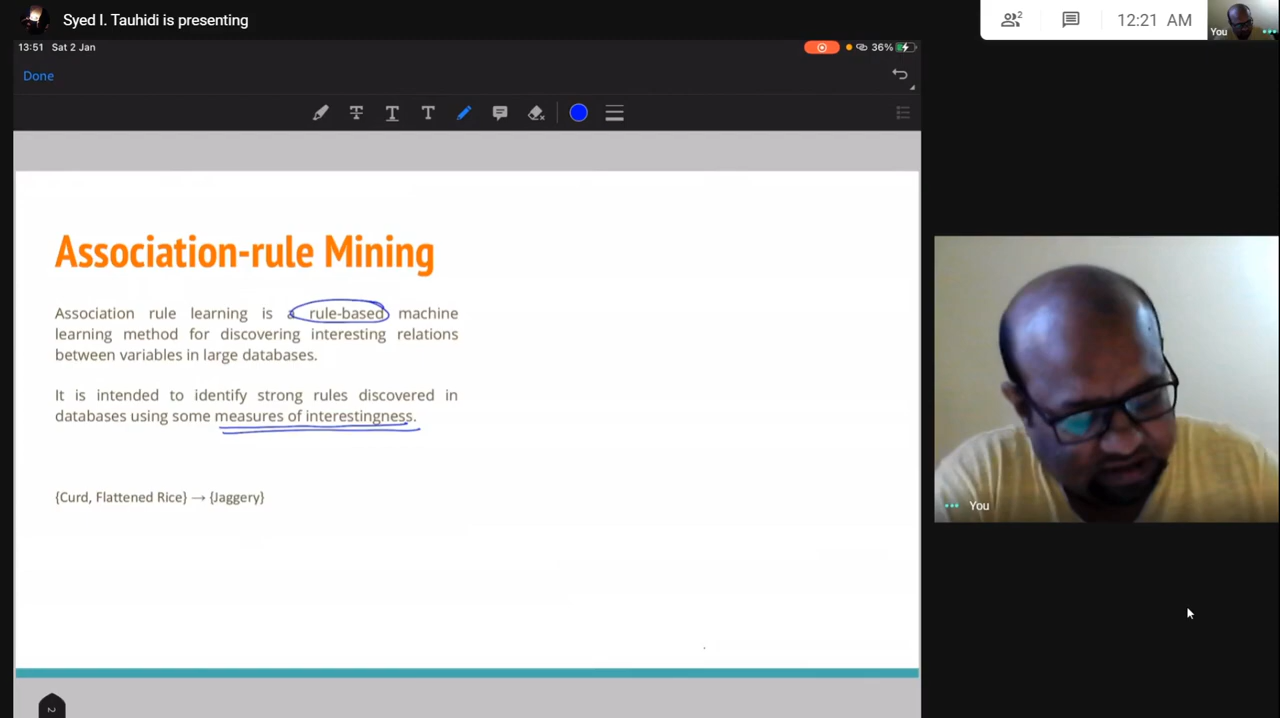 Syed I. Tauhidi is presenting
2
12:21 AM
You
13:51 Sat 2 Jan
36%
Done
T T T
Association-rule Mining
Association rule learning is a rule-based machine
learning method for discovering interesting relations
between variables in large databases.
It is intended to identify strong rules discovered in
databases using some measures of interestingness.
{Curd, Flattened Rice} → {Jaggery}
You
2